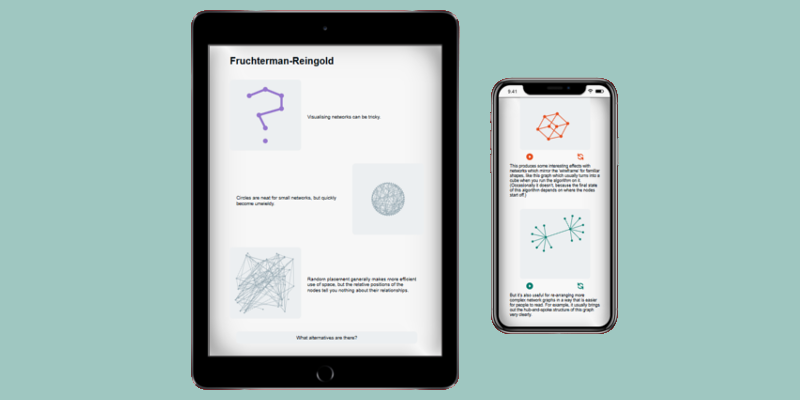 Fruchterman-Reingold
Visualising networks can be tricky.
Circles are neat for small networks, but quickly
become unwieldy.
Random placement generally makes more efficient
use of space, but the relative positions of the
nodes tell you nothing about their relationships.
What alternatives are there?
9:41
This produces some interesting effects with
networks which mirror the 'wireframe' for familiar
shapes, like this graph which usually turns into a
cube when you run the algorithm on it.
(Occasionally it doesn't, because the final state
of this algorithm depends on where the nodes
start off.)
But it's also useful for re-arranging more
complex network graphs in a way that is easier
for people to read. For example, it usually brings
out the hub-and-spoke structure of this graph
very clearly.